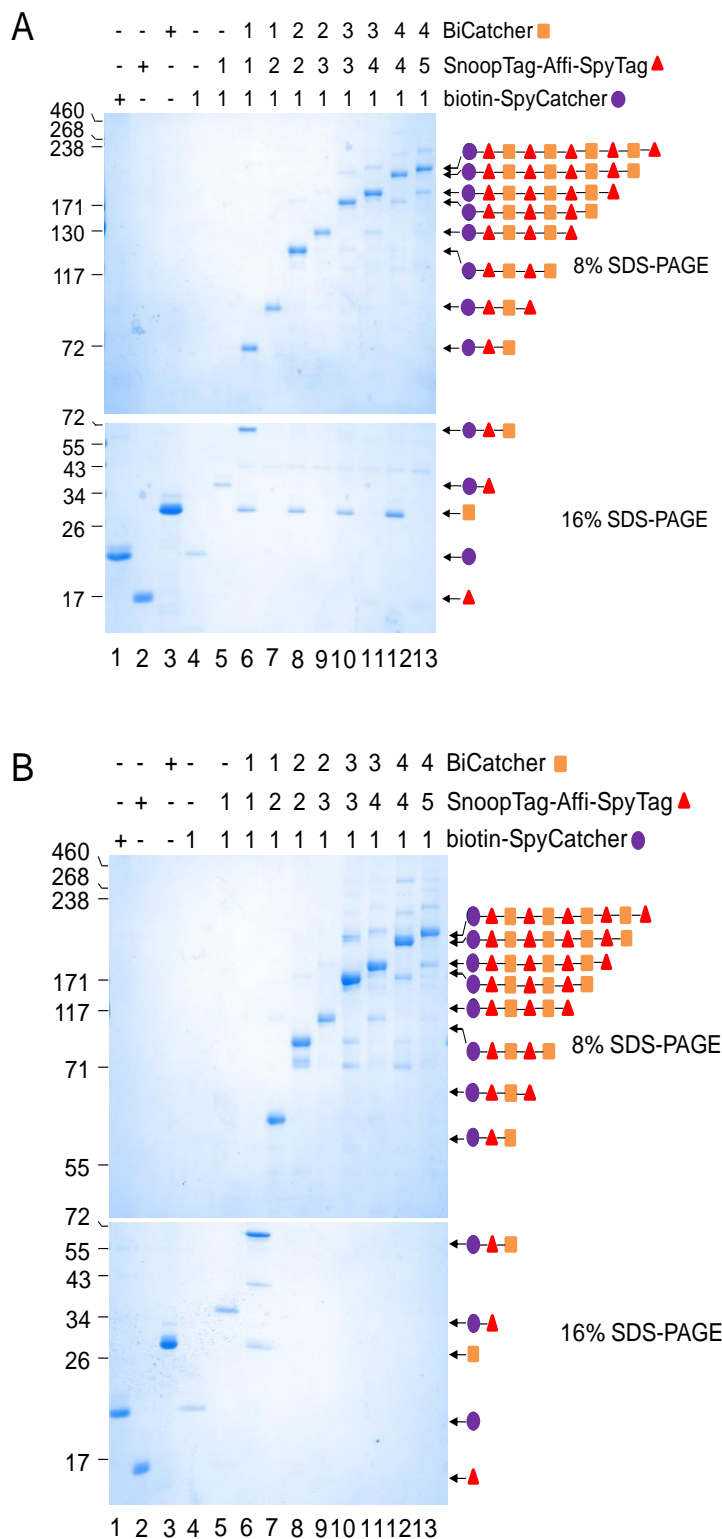 A
- - + - - 1 1 2 2 3 3 4 4 BiCatcher
- + - - 1 1 2 2 3 3 4 4 5 SnoopTag-Affi-SpyTag
+ - - 1 1 1 1 1 1 1 1 1 1 biotin-SpyCatcher
460
268
238
171
130
117
72
8% SDS-PAGE
72
55
43
34
26
17
16% SDS-PAGE
1 2 3 4 5 6 7 8 9 10 11 12 13
B
- - + - - 1 1 2 2 3 3 4 4 BiCatcher
- + - - 1 1 2 2 3 3 4 4 5 SnoopTag-Affi-SpyTag
+ - - 1 1 1 1 1 1 1 1 1 1 biotin-SpyCatcher
460
268
238
171
117
71
55
8% SDS-PAGE
72
55
43
34
26
17
16% SDS-PAGE
1 2 3 4 5 6 7 8 9 10 11 12 13